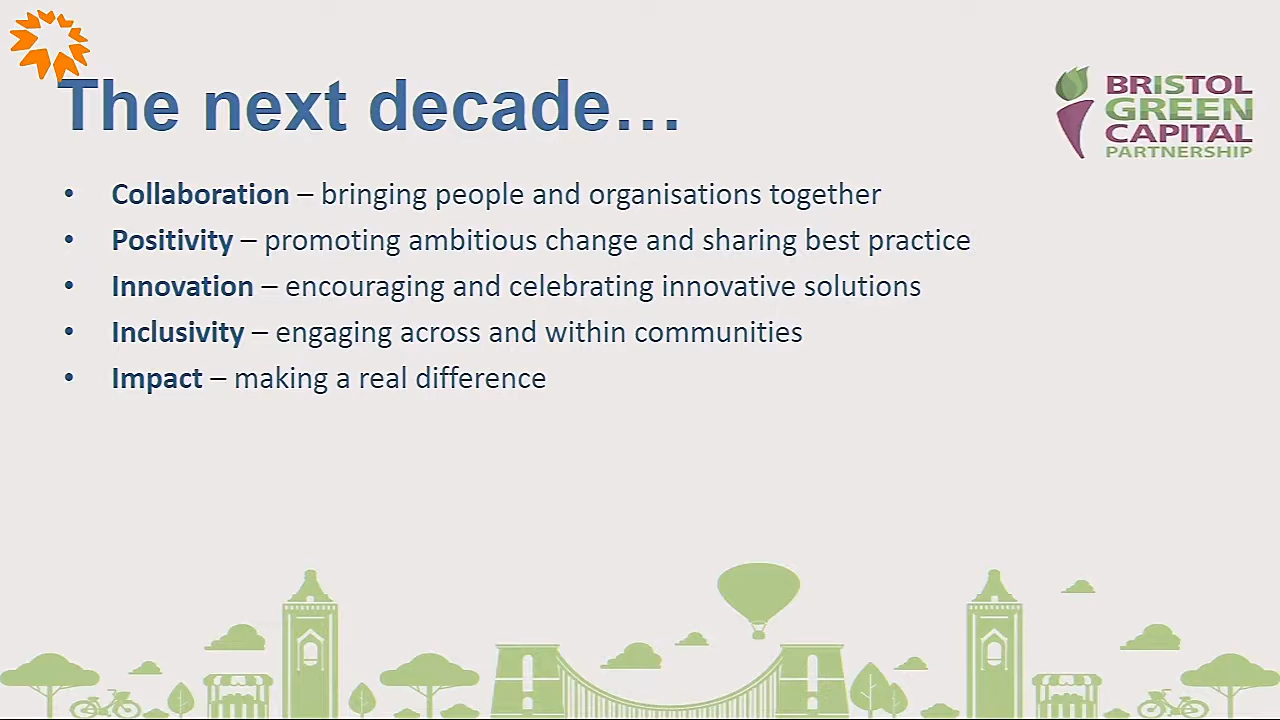 The next decade…
BRISTOL
GREEN
CAPITAL
PARTNERSHIP
• Collaboration – bringing people and organisations together
• Positivity – promoting ambitious change and sharing best practice
• Innovation – encouraging and celebrating innovative solutions
• Inclusivity – engaging across and within communities
• Impact – making a real difference